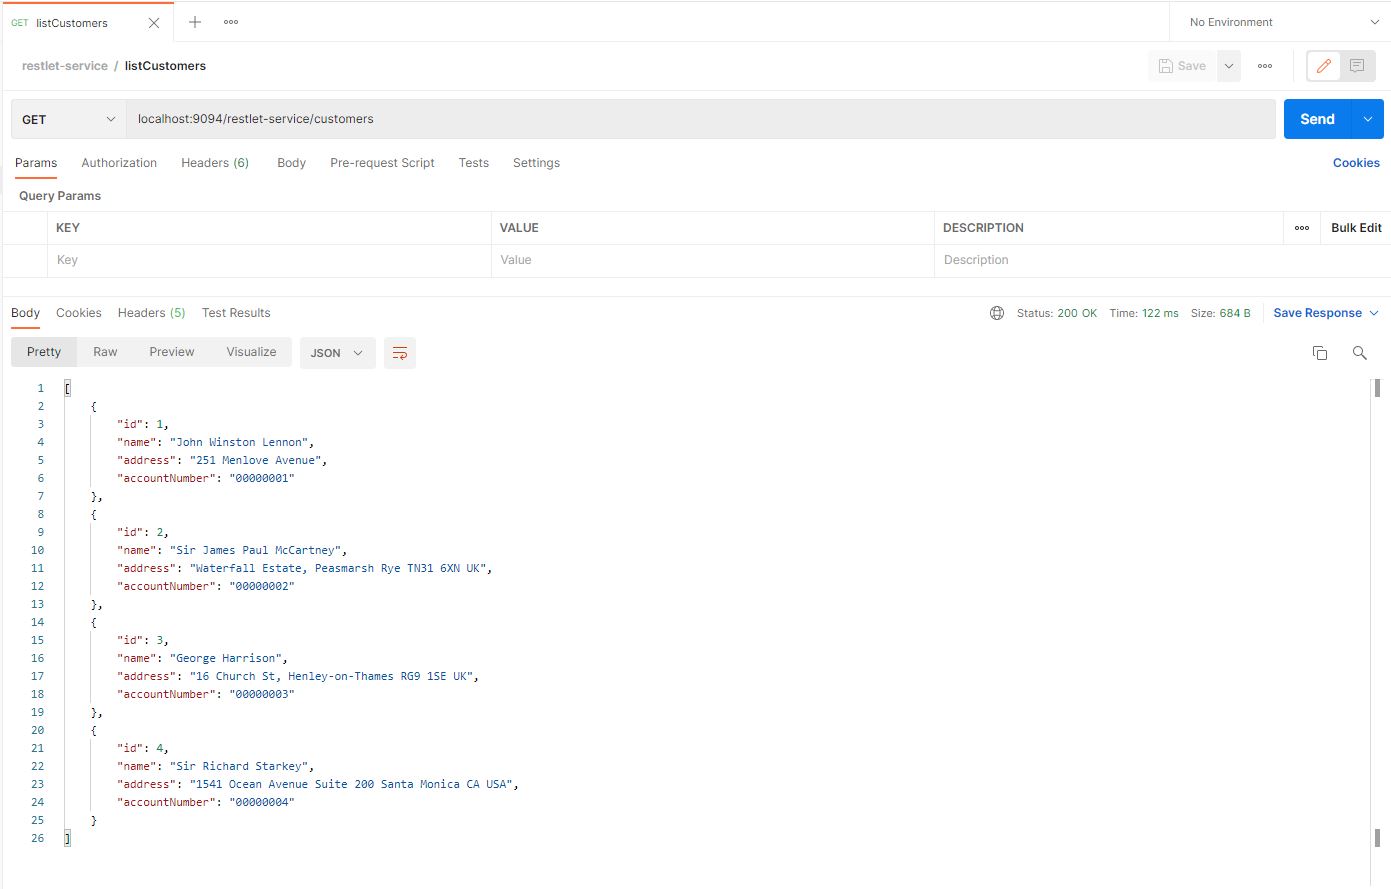 GET listCustomers
No Environment
restlet-service / listCustomers
Save
GET
localhost:9094/restlet-service/customers
Send
Params Authorization Headers (6) Body Pre-request Script Tests Settings Cookies
Query Params
KEY VALUE DESCRIPTION Bulk Edit
Key Value Description
Body Cookies Headers (5) Test Results Status: 200 OK Time: 122 ms Size: 684 B Save Response
Pretty Raw Preview Visualize JSON
1 [
2 {
3 "id": 1,
4 "name": "John Winston Lennon",
5 "address": "251 Menlove Avenue",
6 "accountNumber": "00000001"
7 },
8 {
9 "id": 2,
10 "name": "Sir James Paul McCartney",
11 "address": "Waterfall Estate, Peasmarsh Rye TN31 6XN UK",
12 "accountNumber": "00000002"
13 },
14 {
15 "id": 3,
16 "name": "George Harrison",
17 "address": "16 Church St, Henley-on-Thames RG9 1SE UK",
18 "accountNumber": "00000003"
19 },
20 {
21 "id": 4,
22 "name": "Sir Richard Starkey",
23 "address": "1541 Ocean Avenue Suite 200 Santa Monica CA USA",
24 "accountNumber": "00000004"
25 }
26 ]